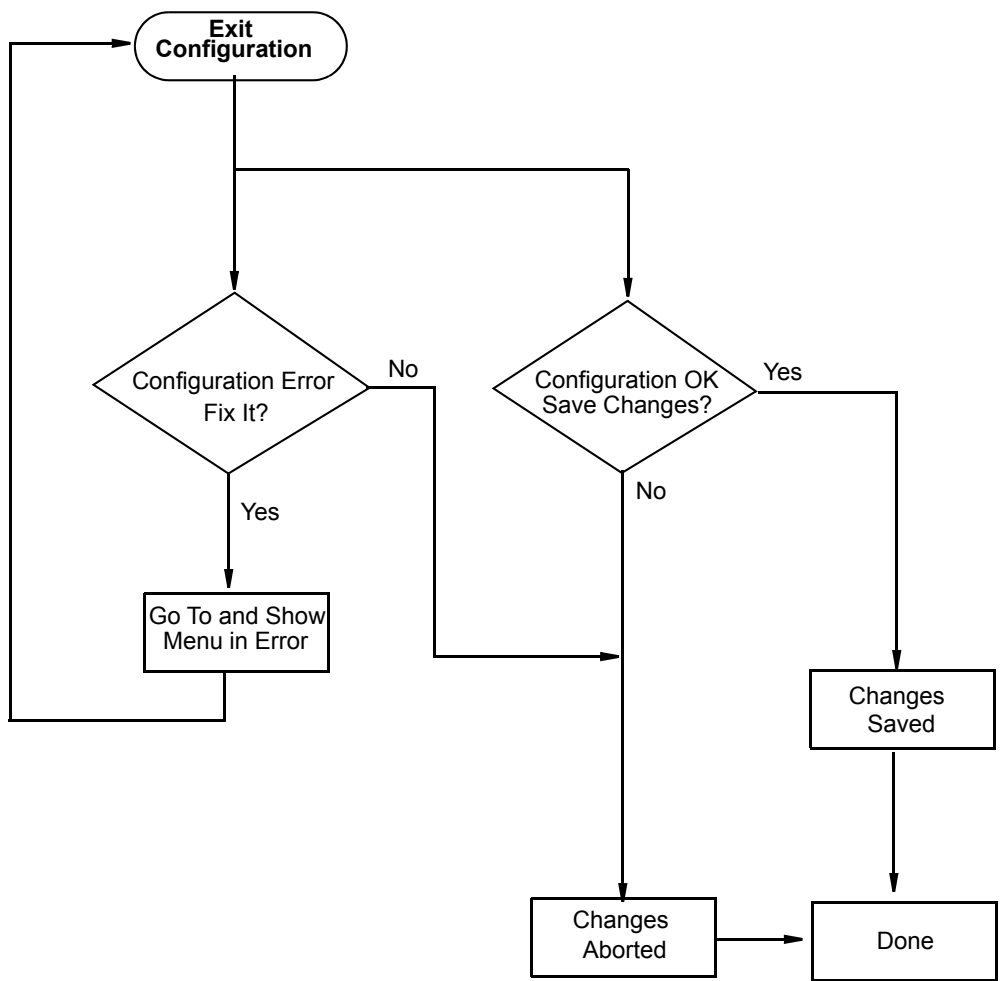 Exit
Configuration
Configuration Error
Fix It?
No
Configuration OK
Save Changes?
Yes
Yes
No
Go To and Show
Menu in Error
Changes
Saved
Changes
Aborted
Done